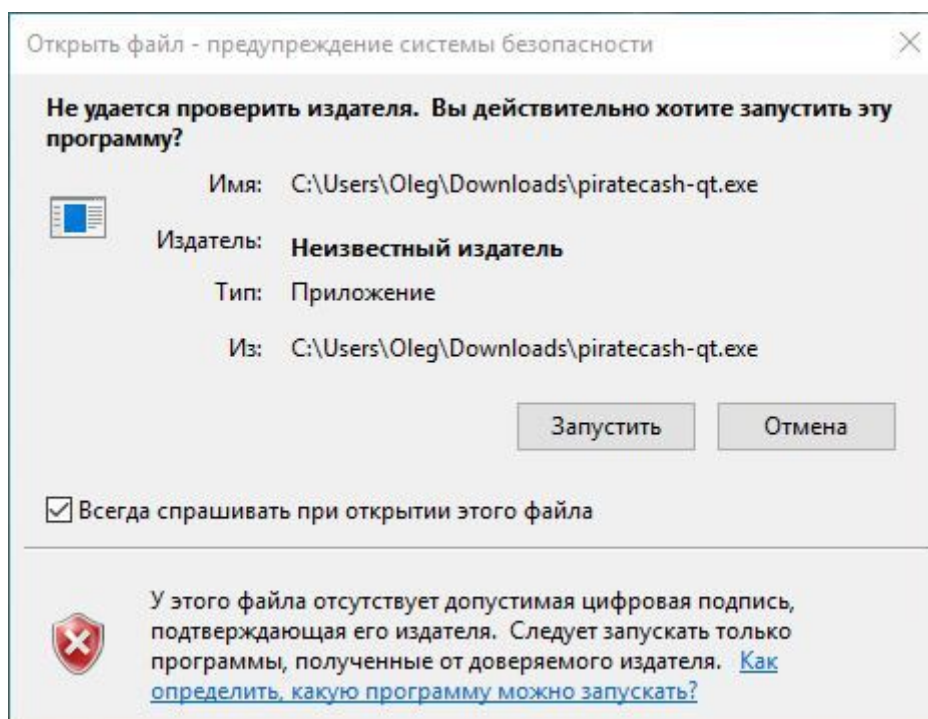 Открыть файл - предупреждение системы безопасности
Не удается проверить издателя. Вы действительно хотите запустить эту
программу?
Имя: C:\Users\Oleg\Downloads\piratecash-qt.exe
Издатель: Неизвестный издатель
Тип: Приложение
Из: C:\Users\Oleg\Downloads\piratecash-qt.exe
Запустить Отмена
Всегда спрашивать при открытии этого файла
У этого файла отсутствует допустимая цифровая подпись,
подтверждающая его издателя. Следует запускать только
программы, полученные от доверяемого издателя. Как
определить, какую программу можно запускать?